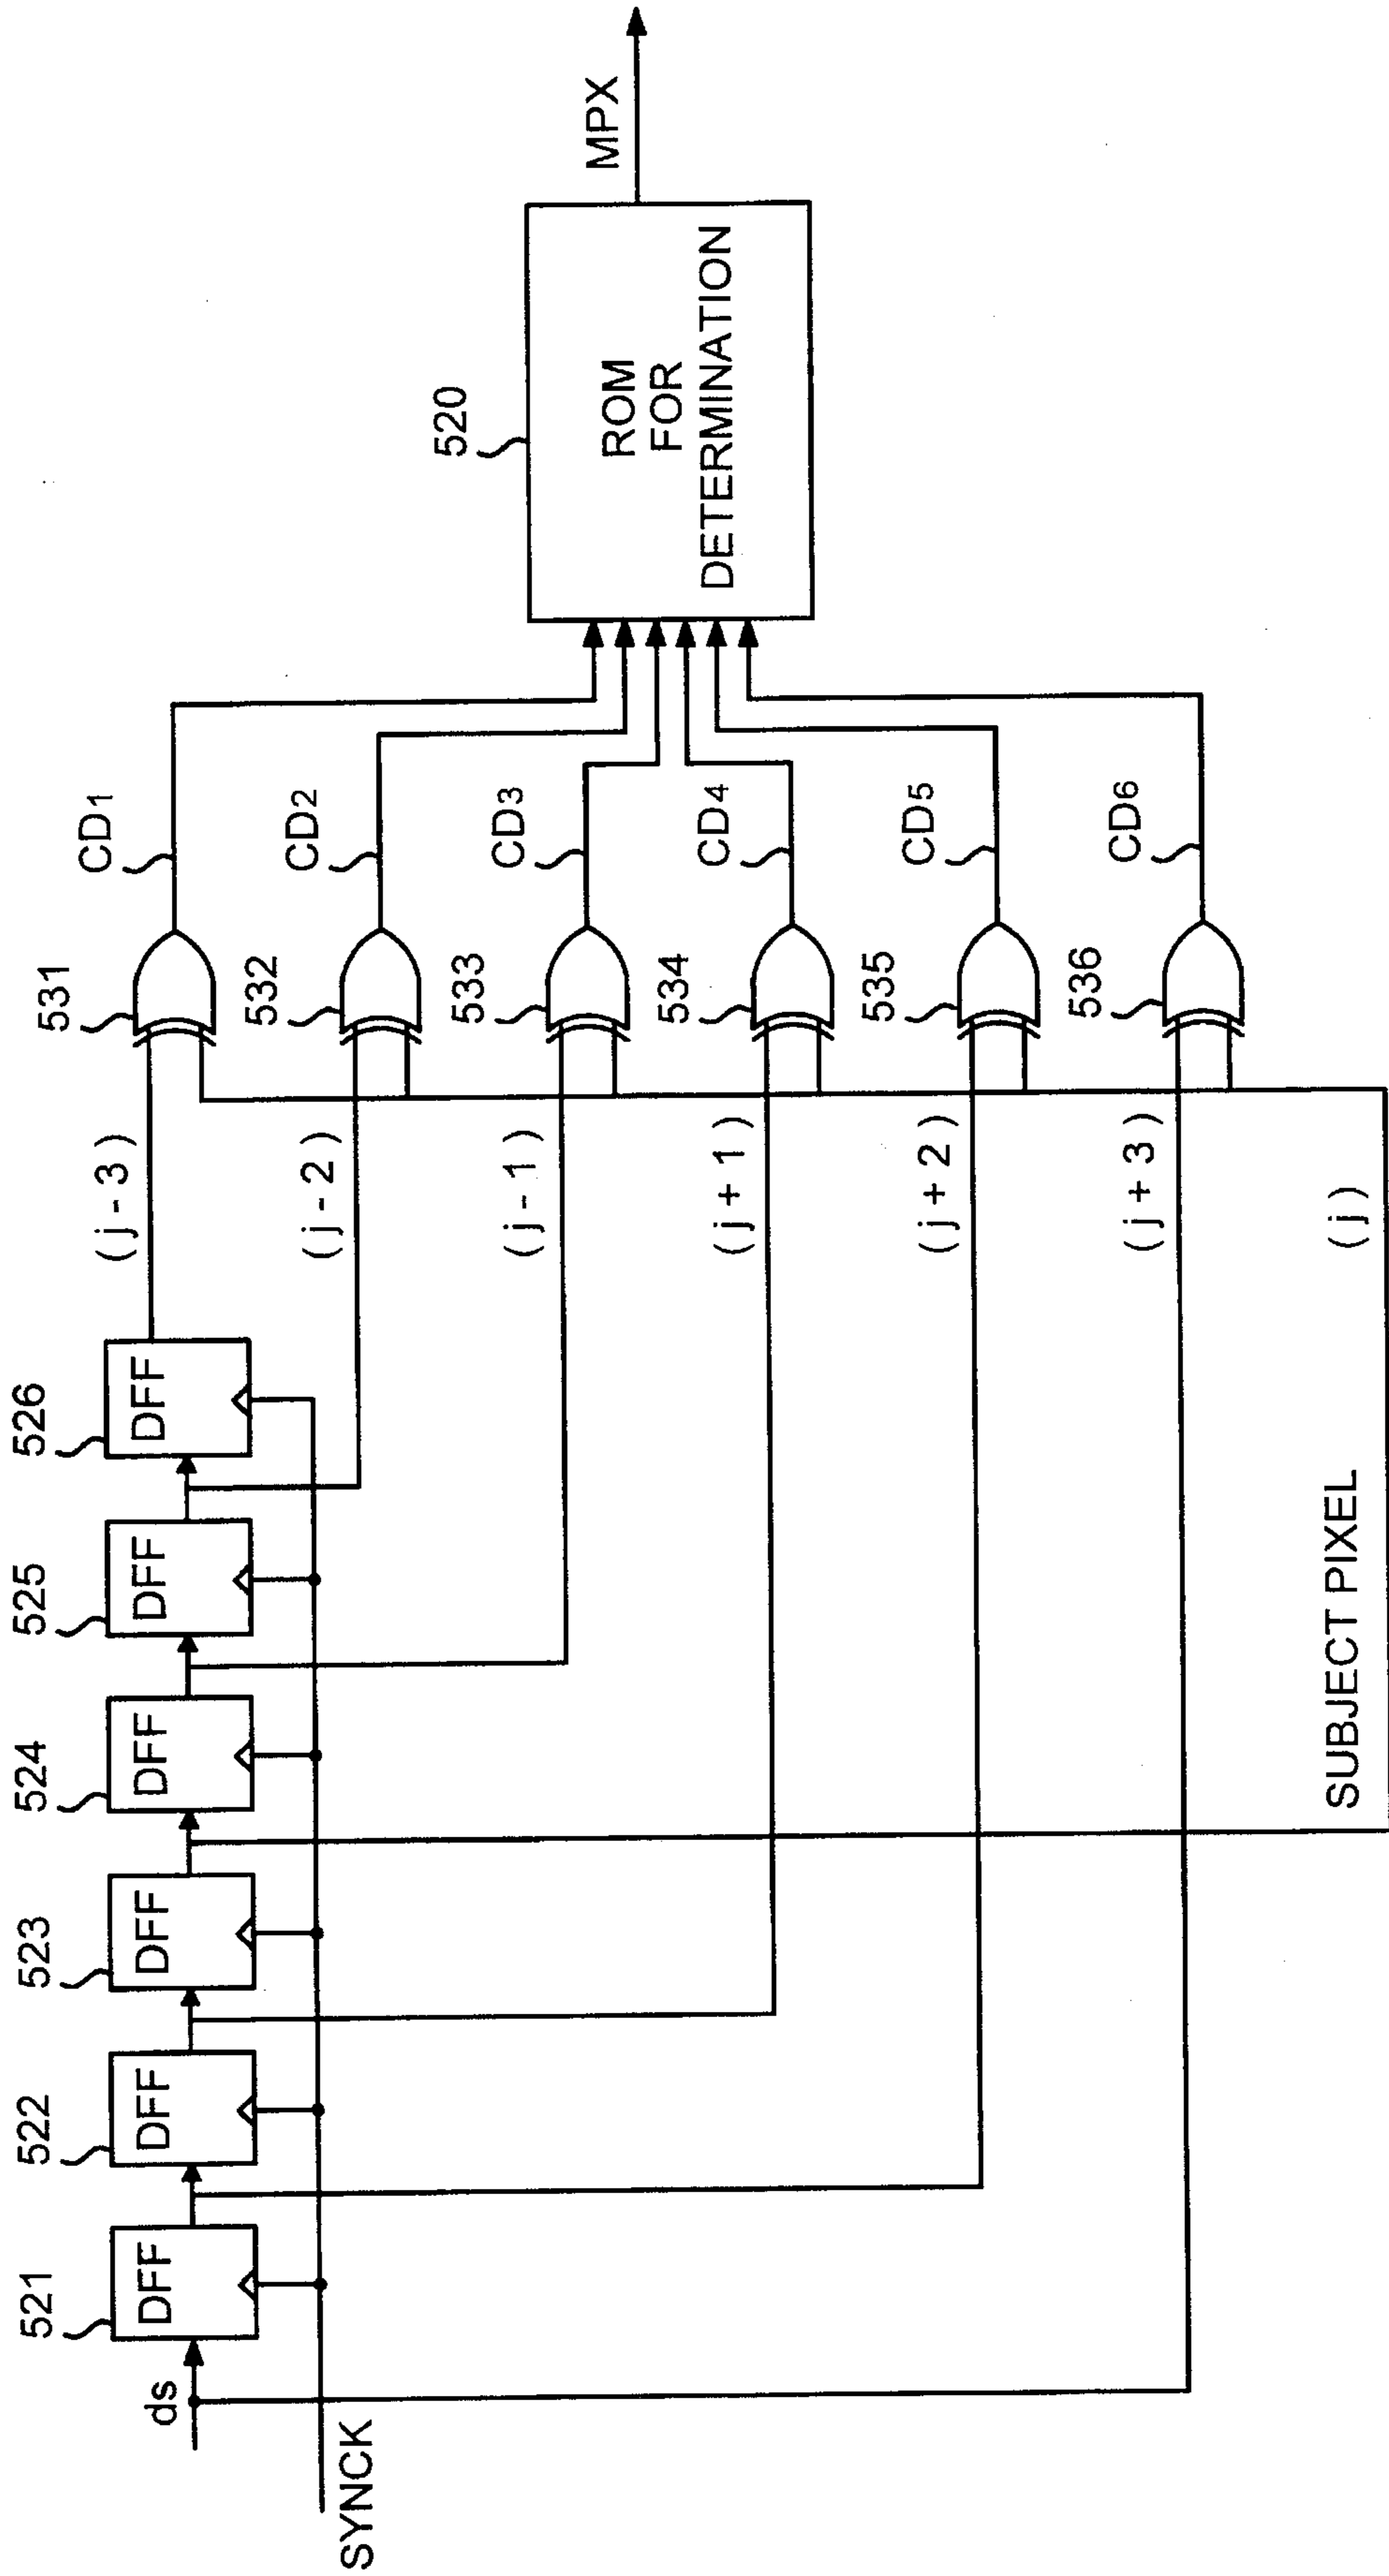 521
522
523
524
525
526
DFF
DFF
DFF
DFF
DFF
DFF
ds
SYNCK
( j - 3 )
( j - 2 )
( j - 1 )
( j + 1 )
( j + 2 )
( j + 3 )
( j )
SUBJECT PIXEL
531
532
533
534
535
536
CD1
CD2
CD3
CD4
CD5
CD6
520
ROM
FOR
DETERMINATION
MPX